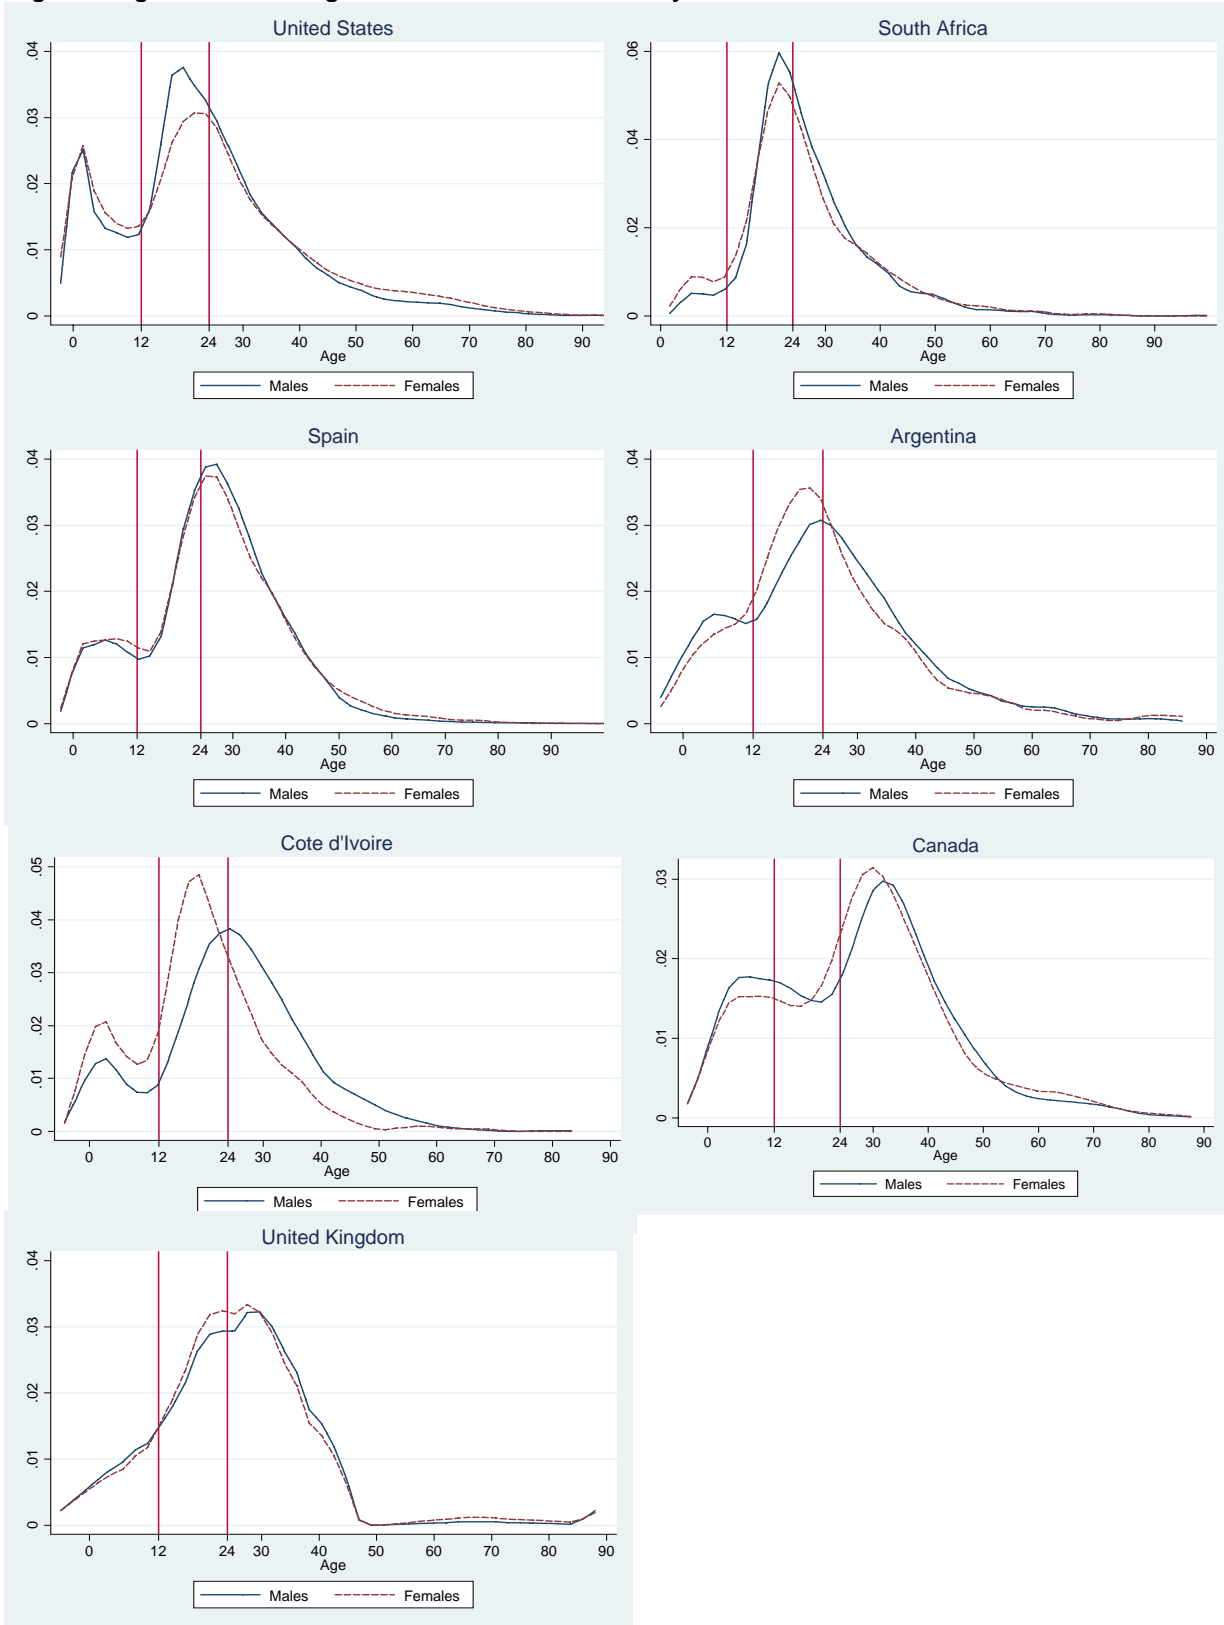 United States
.04
.03
.02
.01
0
0 12 24 30 40 50 60 70 80 90
Age
Males Females
South Africa
.06
.04
.02
0
0 12 24 30 40 50 60 70 80 90
Age
Males Females
Spain
.04
.03
.02
.01
0
0 12 24 30 40 50 60 70 80 90
Age
Males Females
Argentina
.04
.03
.02
.01
0
0 12 24 30 40 50 60 70 80 90
Age
Males Females
Cote d'Ivoire
.05
.04
.03
.02
.01
0
0 12 24 30 40 50 60 70 80 90
Age
Males Females
Canada
.03
.02
.01
0
0 12 24 30 40 50 60 70 80 90
Age
Males Females
United Kingdom
.04
.03
.02
.01
0
0 12 24 30 40 50 60 70 80 90
Age
Males Females